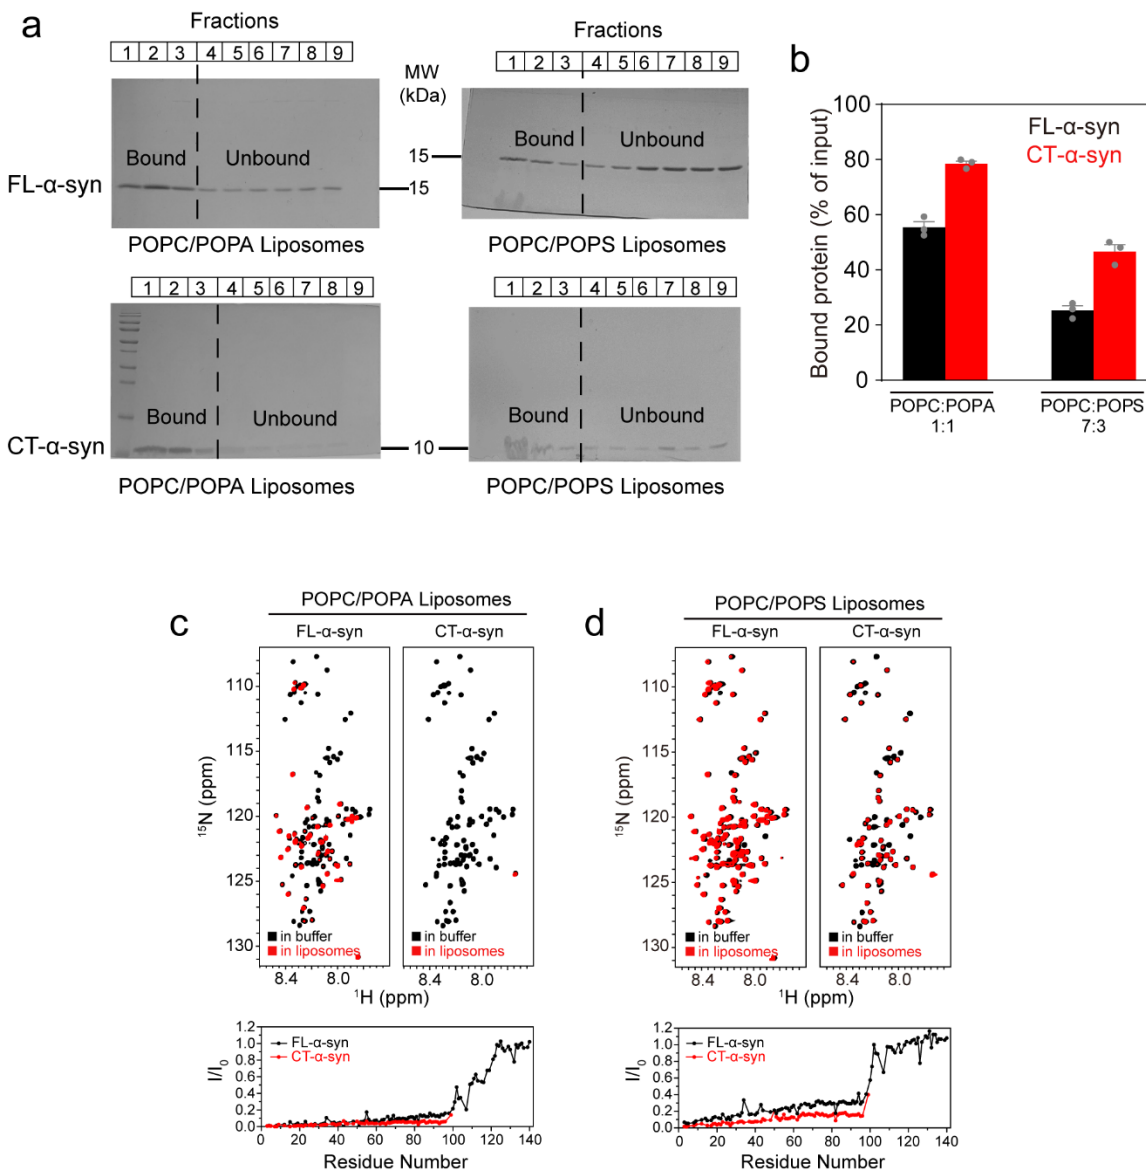 a
Fractions
1 2 3 4 5 6 7 8 9
1 2 3 4 5 6 7 8 9
MW
(kDa)
Bound Unbound
Bound Unbound
15
FL-α-syn
15
POPC/POPA Liposomes
POPC/POPS Liposomes
1 2 3 4 5 6 7 8 9
1 2 3 4 5 6 7 8 9
Bound Unbound
Bound Unbound
CT-α-syn
10
POPC/POPA Liposomes
POPC/POPS Liposomes
b
Bound protein (% of input)
100
80
60
40
20
0
FL-α-syn
CT-α-syn
POPC:POPA
1:1
POPC:POPS
7:3
c
POPC/POPA Liposomes
FL-α-syn CT-α-syn
15N (ppm)
110
115
120
125
130
in buffer
in liposomes
in buffer
in liposomes
8.4 8.0 8.4 8.0
1H (ppm)
I/I0
1.2
1.0
0.8
0.6
0.4
0.2
0.0
FL-α-syn
CT-α-syn
0 20 40 60 80 100 120 140
Residue Number
d
POPC/POPS Liposomes
FL-α-syn CT-α-syn
15N (ppm)
110
115
120
125
130
in buffer
in liposomes
in buffer
in liposomes
8.4 8.0 8.4 8.0
1H (ppm)
I/I0
1.2
1.0
0.8
0.6
0.4
0.2
0.0
FL-α-syn
CT-α-syn
0 20 40 60 80 100 120 140
Residue Number